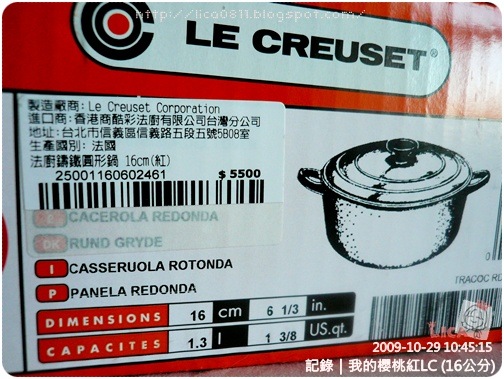 http://lico0811.blogspot.com/
LE CREUSET®
製造廠商: Le Creuset Corporation
進口商:香港商酷彩法廚有限公司台灣分公司
地址:台北市信義區信義路五段五號5B08室
生產國別: 法國
法廚鑄鐵圓形鍋 16cm(紅)
25001160602461 $ 5500
E CACEROLA REDONDA
DK RUND GRYDE
I CASSERUOLA ROTONDA
P PANELA REDONDA
DIMENSIONS 16 cm 6 1/3 in.
CAPACITES 1.3 l 1 3/8 US.qt.
TRACOC RD
2009-10-29 10:45:15
記錄 | 我的櫻桃紅LC (16公分)